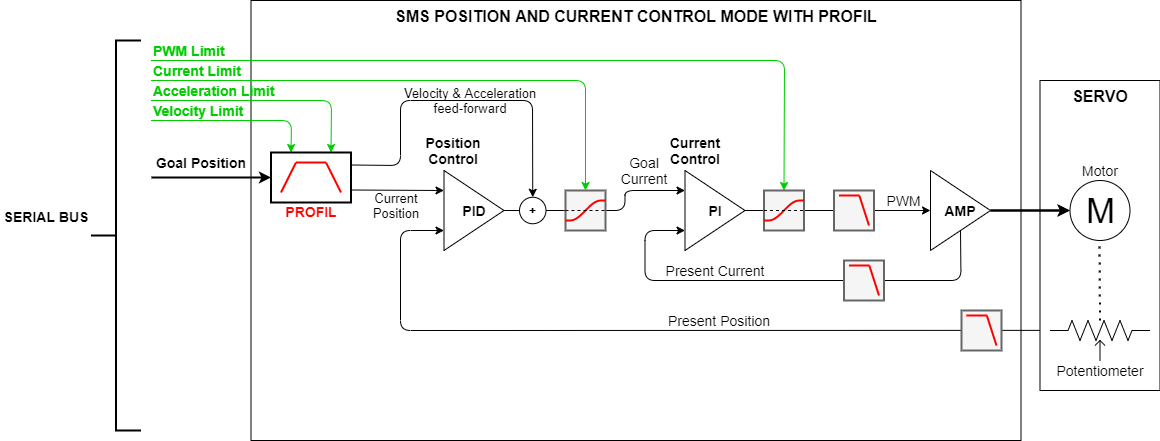 SMS POSITION AND CURRENT CONTROL MODE WITH PROFIL
PWM Limit
Current Limit
Acceleration Limit
Velocity Limit
Goal Position
SERIAL BUS
PROFIL
Velocity & Acceleration
feed-forward
Position
Control
Current
Position
PID
+
Goal
Current
Current
Control
PI
PWM
AMP
Present Current
Present Position
SERVO
Motor
M
Potentiometer